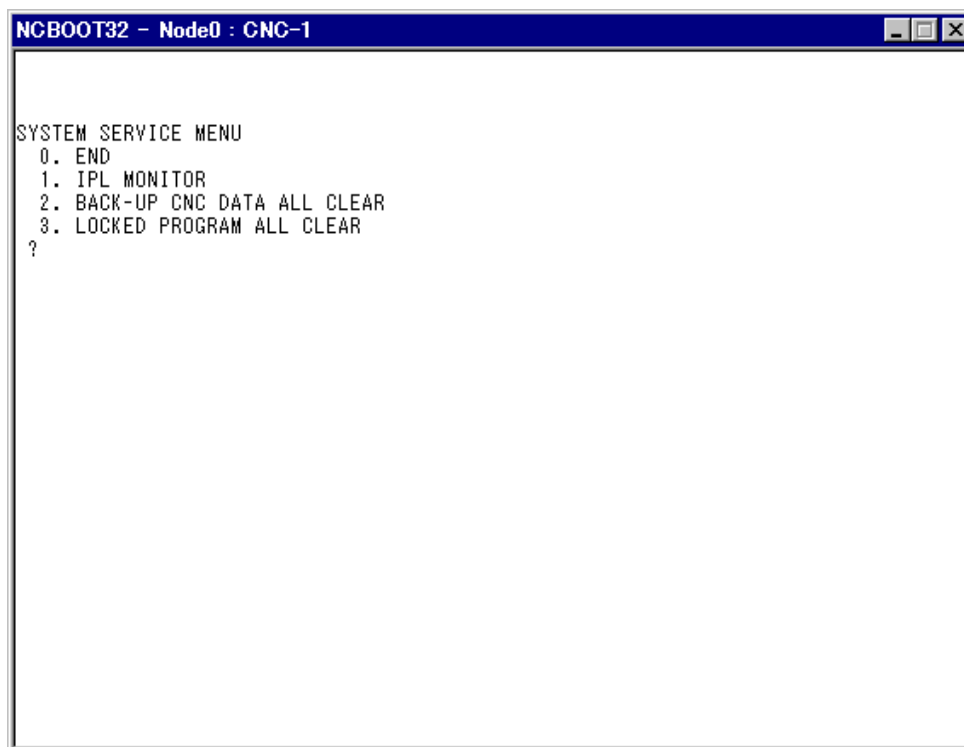 NCBOOT32 - Node0 : CNC-1
SYSTEM SERVICE MENU
0. END
1. IPL MONITOR
2. BACK-UP CNC DATA ALL CLEAR
3. LOCKED PROGRAM ALL CLEAR
?